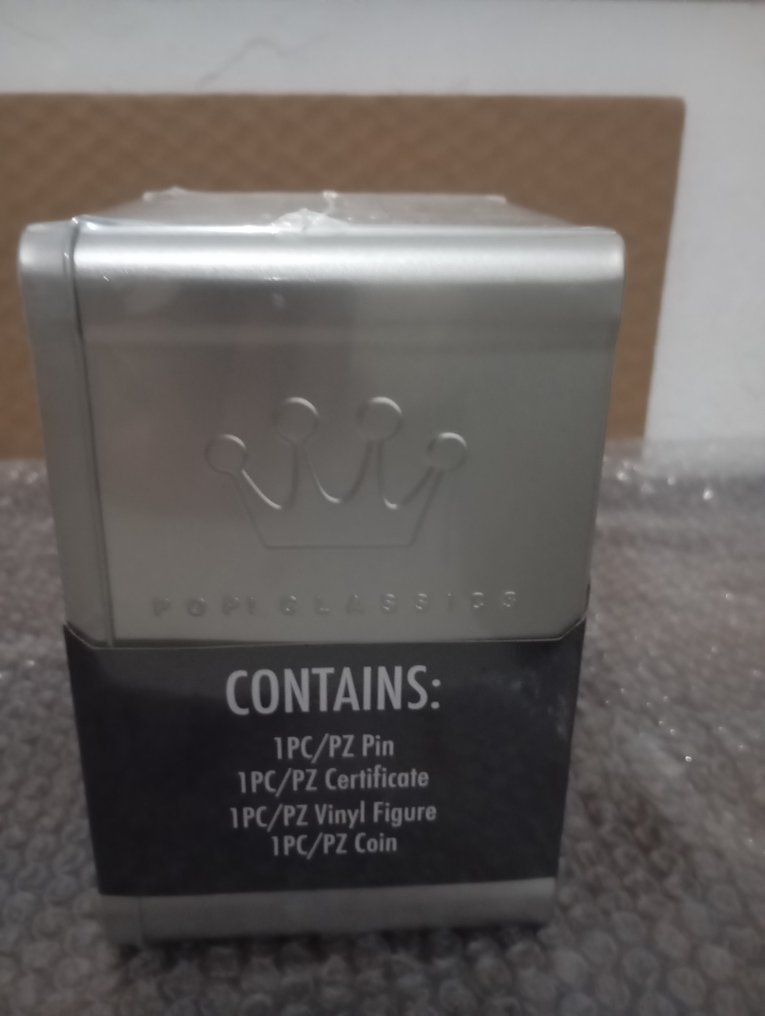 POP! CLASSICS
CONTAINS:
1PC/PZ Pin
1PC/PZ Certificate
1PC/PZ Vinyl Figure
1PC/PZ Coin